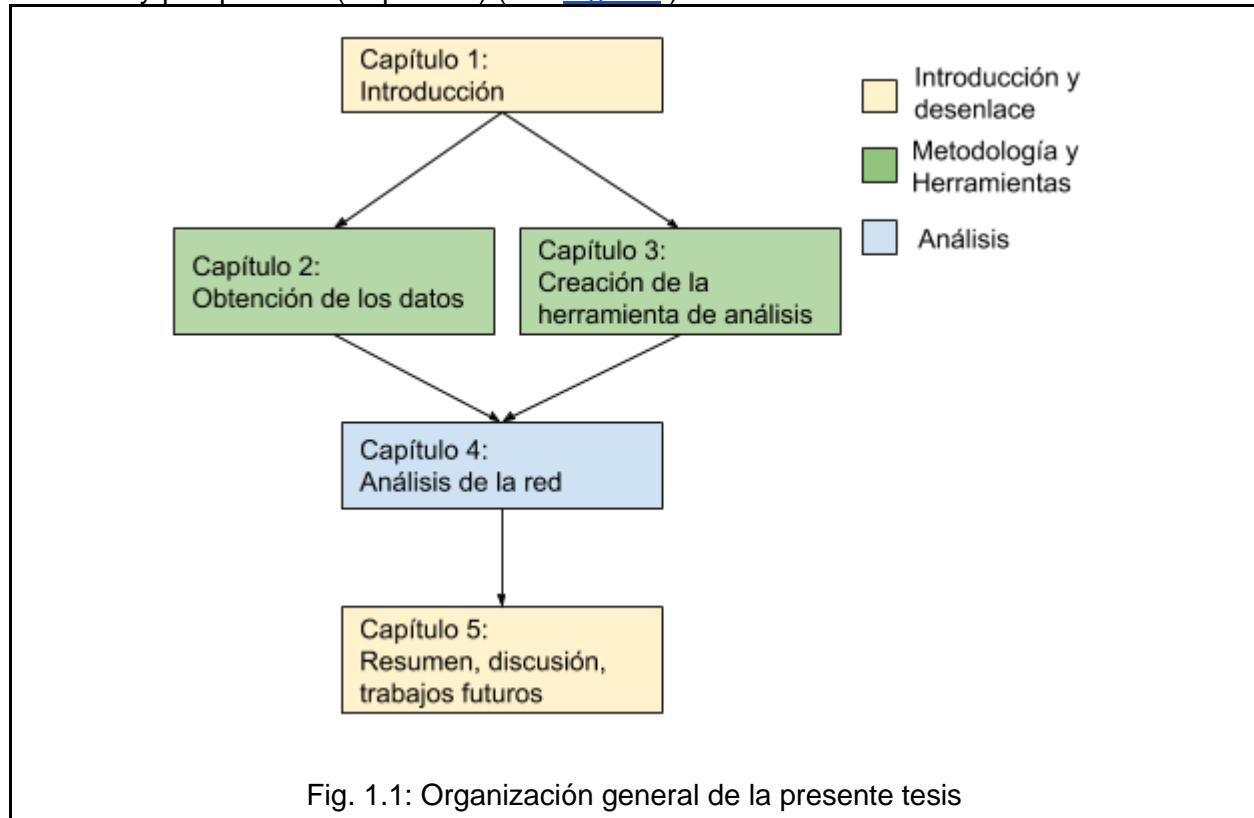 Capítulo 1:
Introducción
Introducción y
desenlace
Metodología y
Herramientas
Análisis
Capítulo 2:
Obtención de los datos
Capítulo 3:
Creación de la
herramienta de análisis
Capítulo 4:
Análisis de la red
Capítulo 5:
Resumen, discusión,
trabajos futuros
Fig. 1.1: Organización general de la presente tesis